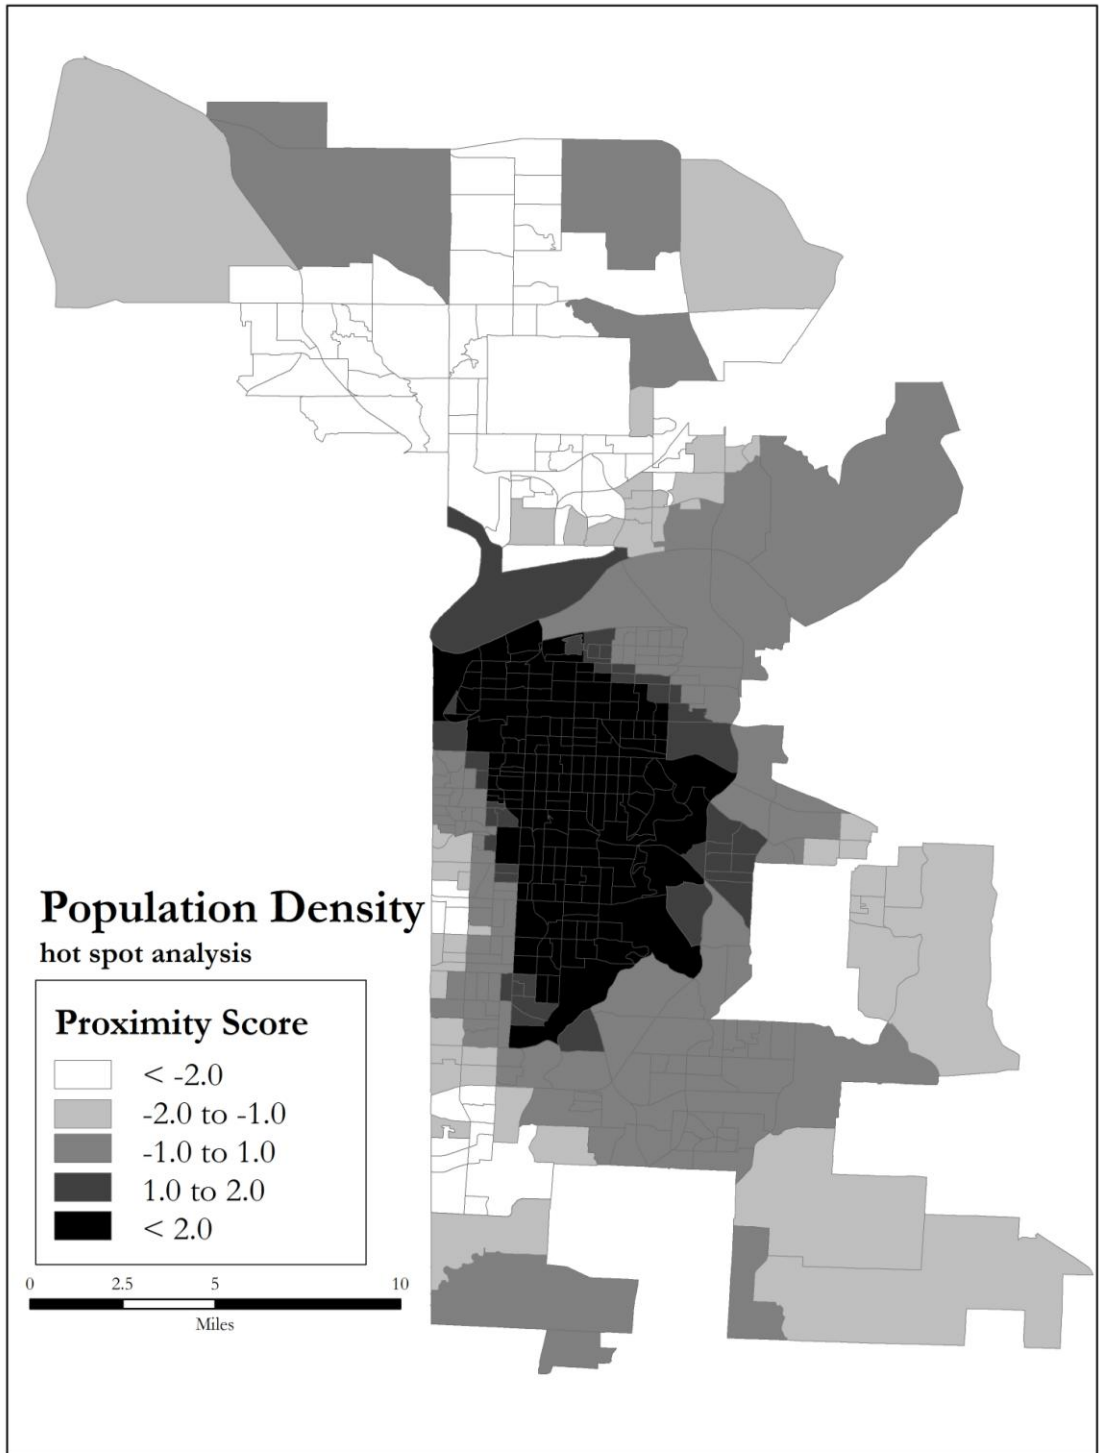 Population Density
hot spot analysis
Proximity Score
< -2.0
-2.0 to -1.0
-1.0 to 1.0
1.0 to 2.0
< 2.0
0 2.5 5 10
Miles